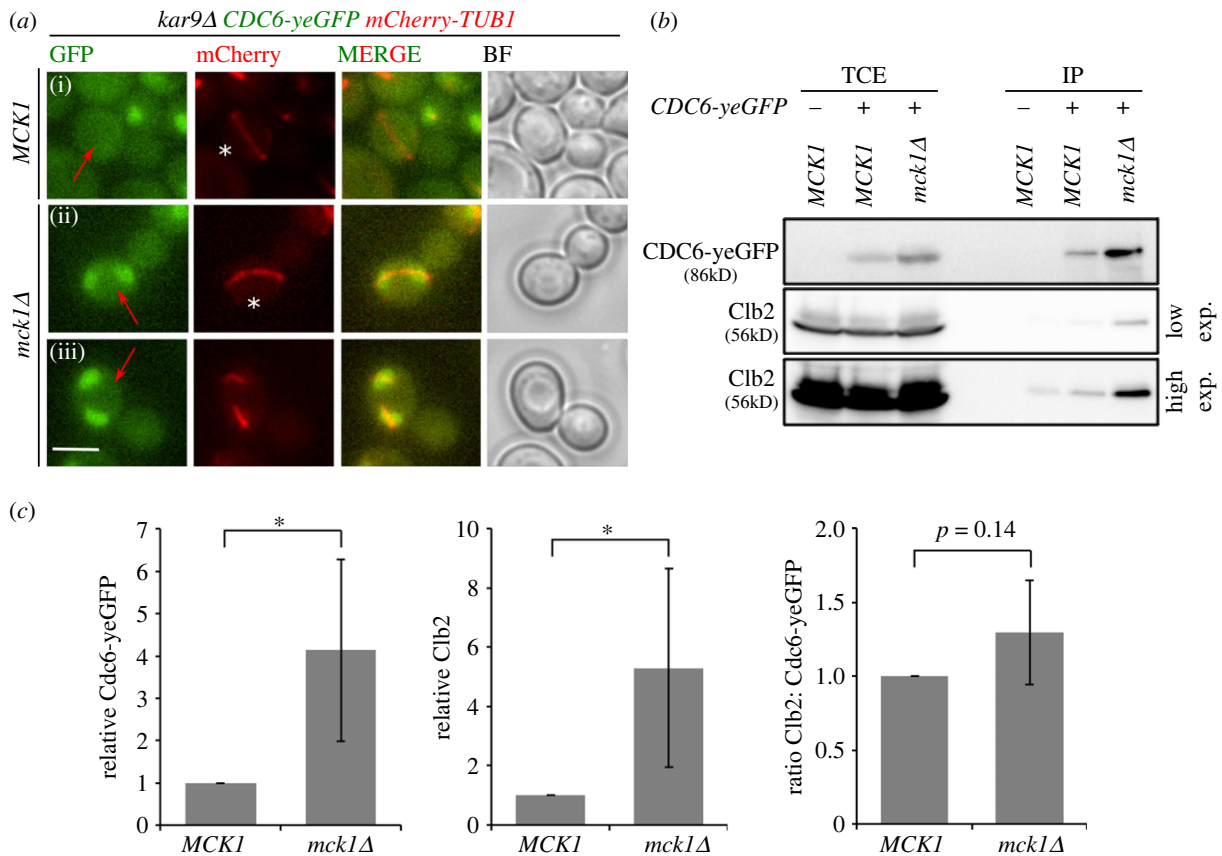 (a)
kar9Δ CDC6-yeGFP mCherry-TUB1
GFP mCherry MERGE BF
MCK1
(i)
*
mck1Δ
(ii)
*
(iii)
(b)
TCE IP
CDC6-yeGFP – + + – + +
MCK1 MCK1 mck1Δ MCK1 MCK1 mck1Δ
CDC6-yeGFP
(86kD)
Clb2
(56kD)
low exp.
Clb2
(56kD)
high exp.
(c)
relative Cdc6-yeGFP
7
6
5
4
3
2
1
0
*
MCK1 mck1Δ
relative Clb2
10
8
6
4
2
0
*
MCK1 mck1Δ
ratio Clb2: Cdc6-yeGFP
2.0
1.5
1.0
0.5
0
p = 0.14
MCK1 mck1Δ